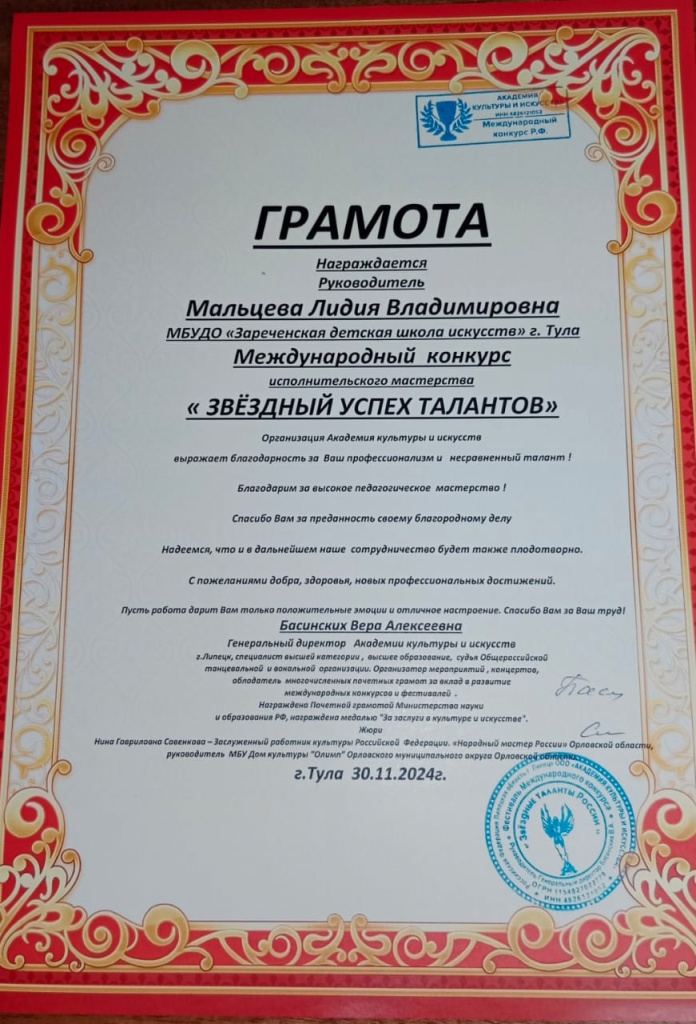 АКАДЕМИЯ
КУЛЬТУРЫ И ИСКУССТВ
ИНН 4826121052
Международный
конкурс Р.Ф.
ГРАМОТА
Награждается
Руководитель
Мальцева Лидия Владимировна
МБУДО «Зареченская детская школа искусств» г. Тула
Международный конкурс
исполнительского мастерства
« ЗВЁЗДНЫЙ УСПЕХ ТАЛАНТОВ»
Организация Академия культуры и искусств
выражает благодарность за Ваш профессионализм и несравненный талант !
Благодарим за высокое педагогическое мастерство !
Спасибо Вам за преданность своему благородному делу
Надеемся, что и в дальнейшем наше сотрудничество будет также плодотворно.
С пожеланиями добра, здоровья, новых профессиональных достижений.
Пусть работа дарит Вам только положительные эмоции и отличное настроение. Спасибо Вам за Ваш труд!
Басинских Вера Алексеевна
Генеральный директор Академии культуры и искусств
г.Липецк, специалист высшей категории , высшее образование, судья Общероссийской
танцевальной и вокальной организации. Организатор мероприятий , концертов,
обладатель многочисленных почетных грамот за вклад в развитие
международных конкурсов и фестивалей .
Награждена Почетной грамотой Министерства науки
и образования РФ, награждена медалью "За заслуги в культуре и искусстве".
Жюри
Нина Гавриловна Савенкова – Заслуженный работник культуры Российской Федерации. «Народный мастер России» Орловской области,
руководитель МБУ Дом культуры "Олимп" Орловского муниципального округа Орловской области.
г.Тула 30.11.2024г.
Фестиваль Международного конкурса
« Звёздные таланты России »